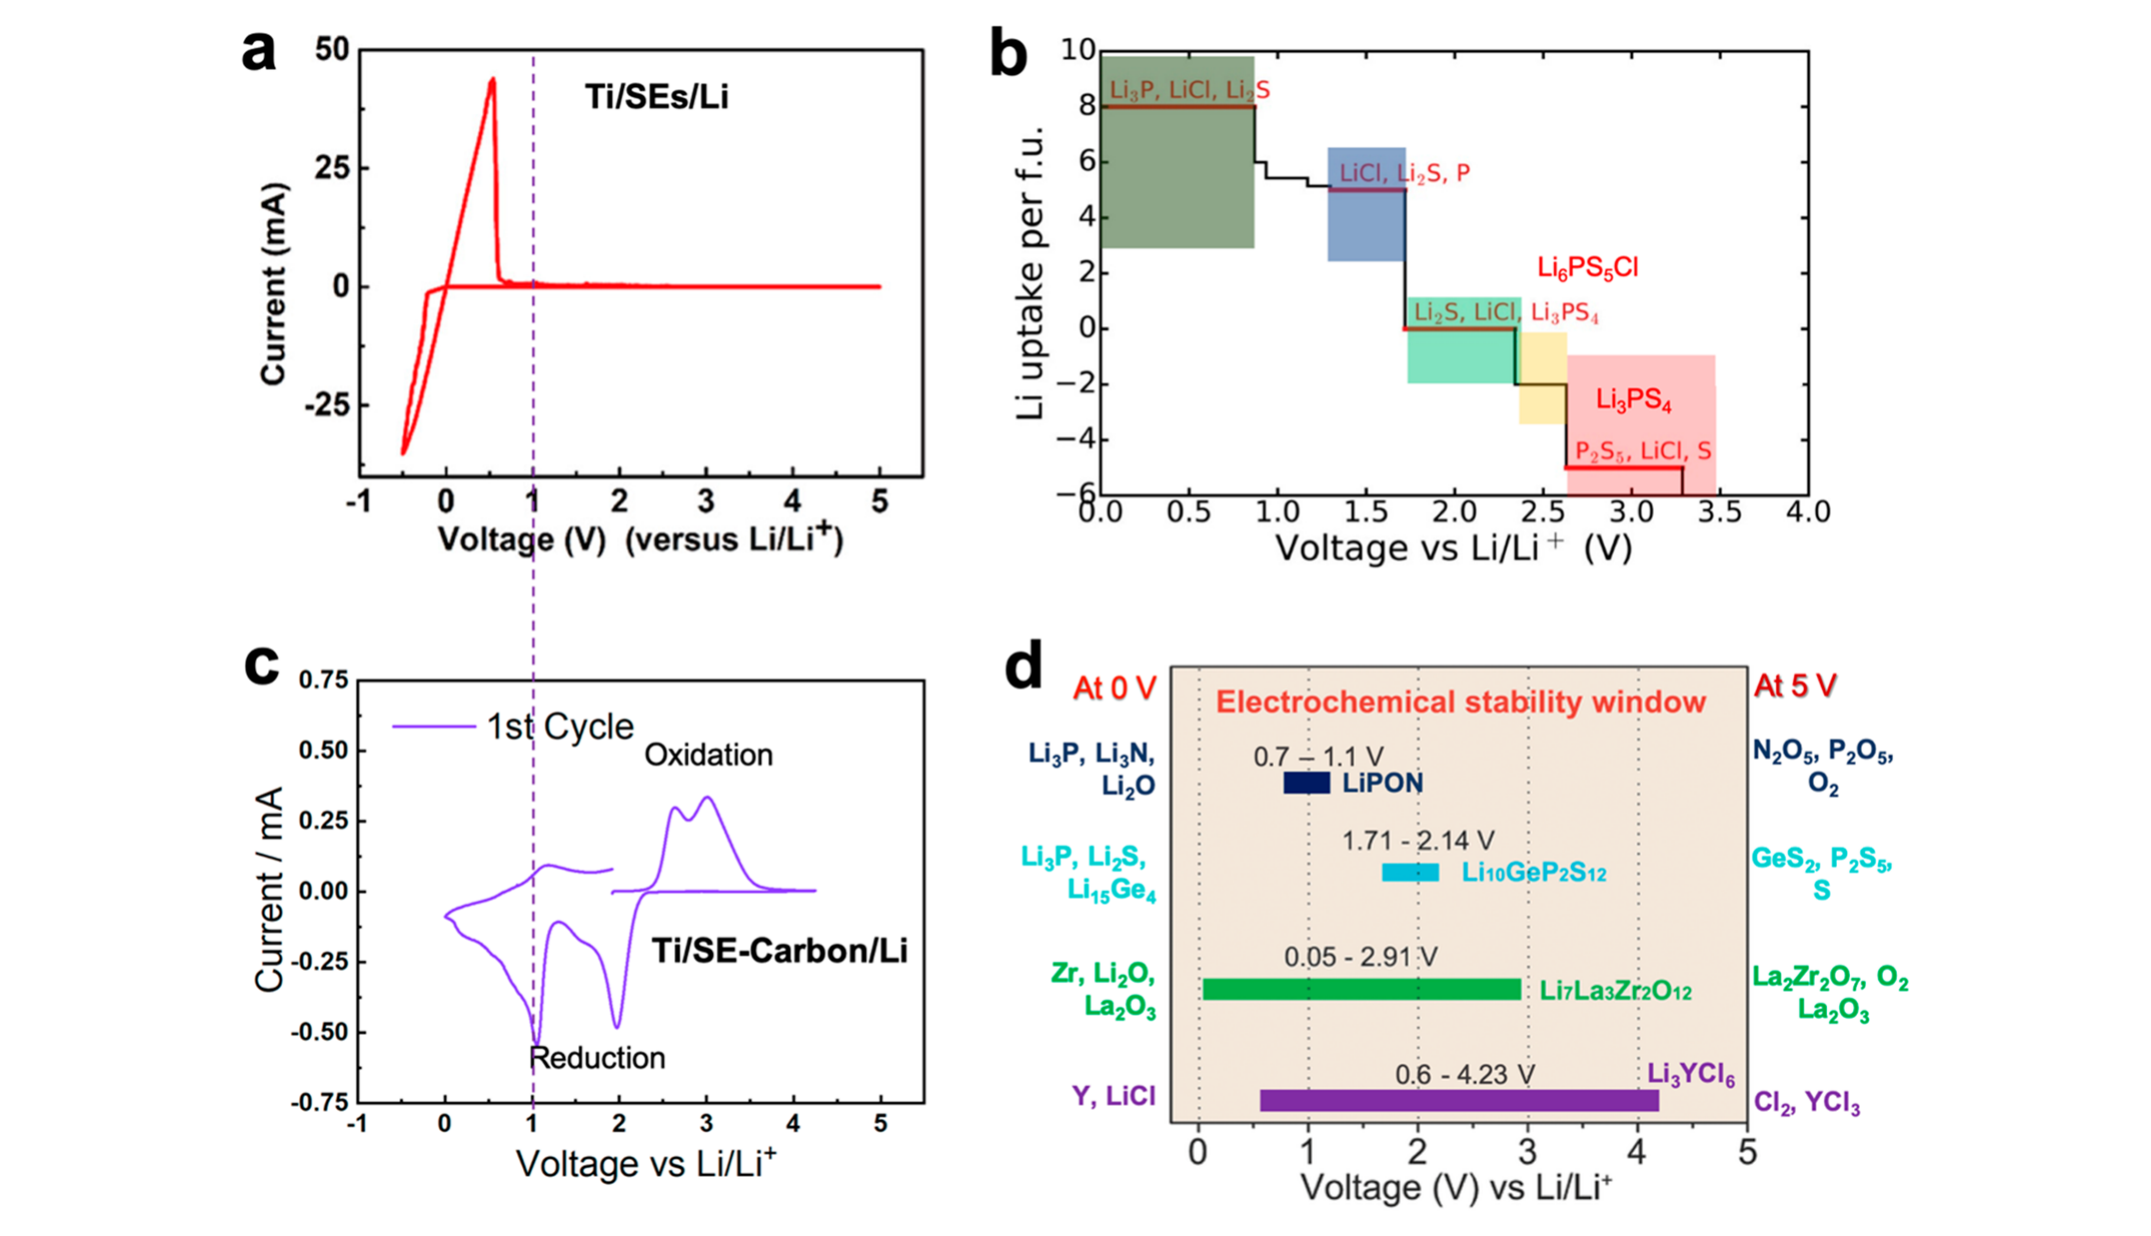 a
50
25
0
-25
Current (mA)
Ti/SEs/Li
-1 0 1 2 3 4 5
Voltage (V) (versus Li/Li⁺)
b
10
8
6
4
2
0
−2
−4
−6
Li uptake per f.u.
Li₃P, LiCl, Li₂S
LiCl, Li₂S, P
Li₆PS₅Cl
Li₂S, LiCl, Li₃PS₄
Li₃PS₄
P₂S₅, LiCl, S
0.0 0.5 1.0 1.5 2.0 2.5 3.0 3.5 4.0
Voltage vs Li/Li⁺ (V)
c
0.75
0.50
0.25
0.00
-0.25
-0.50
-0.75
Current / mA
1st Cycle
Oxidation
Ti/SE-Carbon/Li
Reduction
-1 0 1 2 3 4 5
Voltage vs Li/Li⁺
d
At 0 V
Electrochemical stability window
At 5 V
Li₃P, Li₃N,
Li₂O
0.7 – 1.1 V
LiPON
N₂O₅, P₂O₅,
O₂
Li₃P, Li₂S,
Li₁₅Ge₄
1.71 - 2.14 V
Li₁₀GeP₂S₁₂
GeS₂, P₂S₅,
S
Zr, Li₂O,
La₂O₃
0.05 - 2.91 V
Li₇La₃Zr₂O₁₂
La₂Zr₂O₇, O₂
La₂O₃
Y, LiCl
0.6 - 4.23 V
Li₃YCl₆
Cl₂, YCl₃
0 1 2 3 4 5
Voltage (V) vs Li/Li⁺